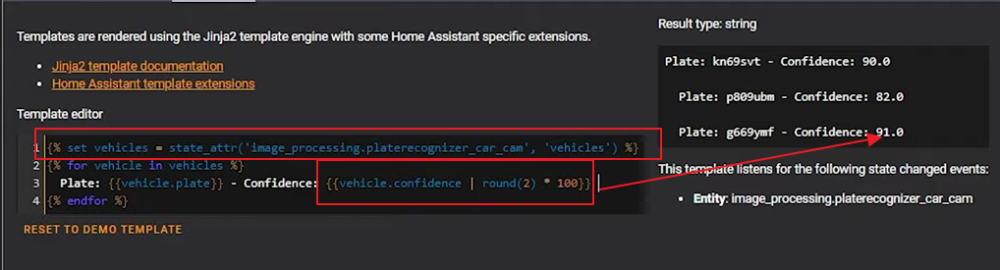 Templates are rendered using the Jinja2 template engine with some Home Assistant specific extensions.
Jinja2 template documentation
Home Assistant template extensions
Template editor
1 {% set vehicles = state_attr('image_processing.platerecognizer_car_cam', 'vehicles') %}
2 {% for vehicle in vehicles %}
3 Plate: {{vehicle.plate}} - Confidence: {{vehicle.confidence | round(2) * 100}}
4 {% endfor %}
RESET TO DEMO TEMPLATE
Result type: string
Plate: kn69svt - Confidence: 90.0
Plate: p809ubm - Confidence: 82.0
Plate: g669ymf - Confidence: 91.0
This template listens for the following state changed events:
Entity: image_processing.platerecognizer_car_cam